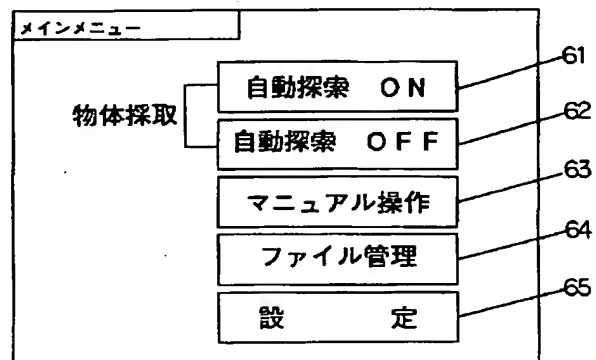 メインメニュー
自動探索 ON
61
物体採取
自動探索 OFF
62
マニュアル操作
63
ファイル管理
64
設 定
65